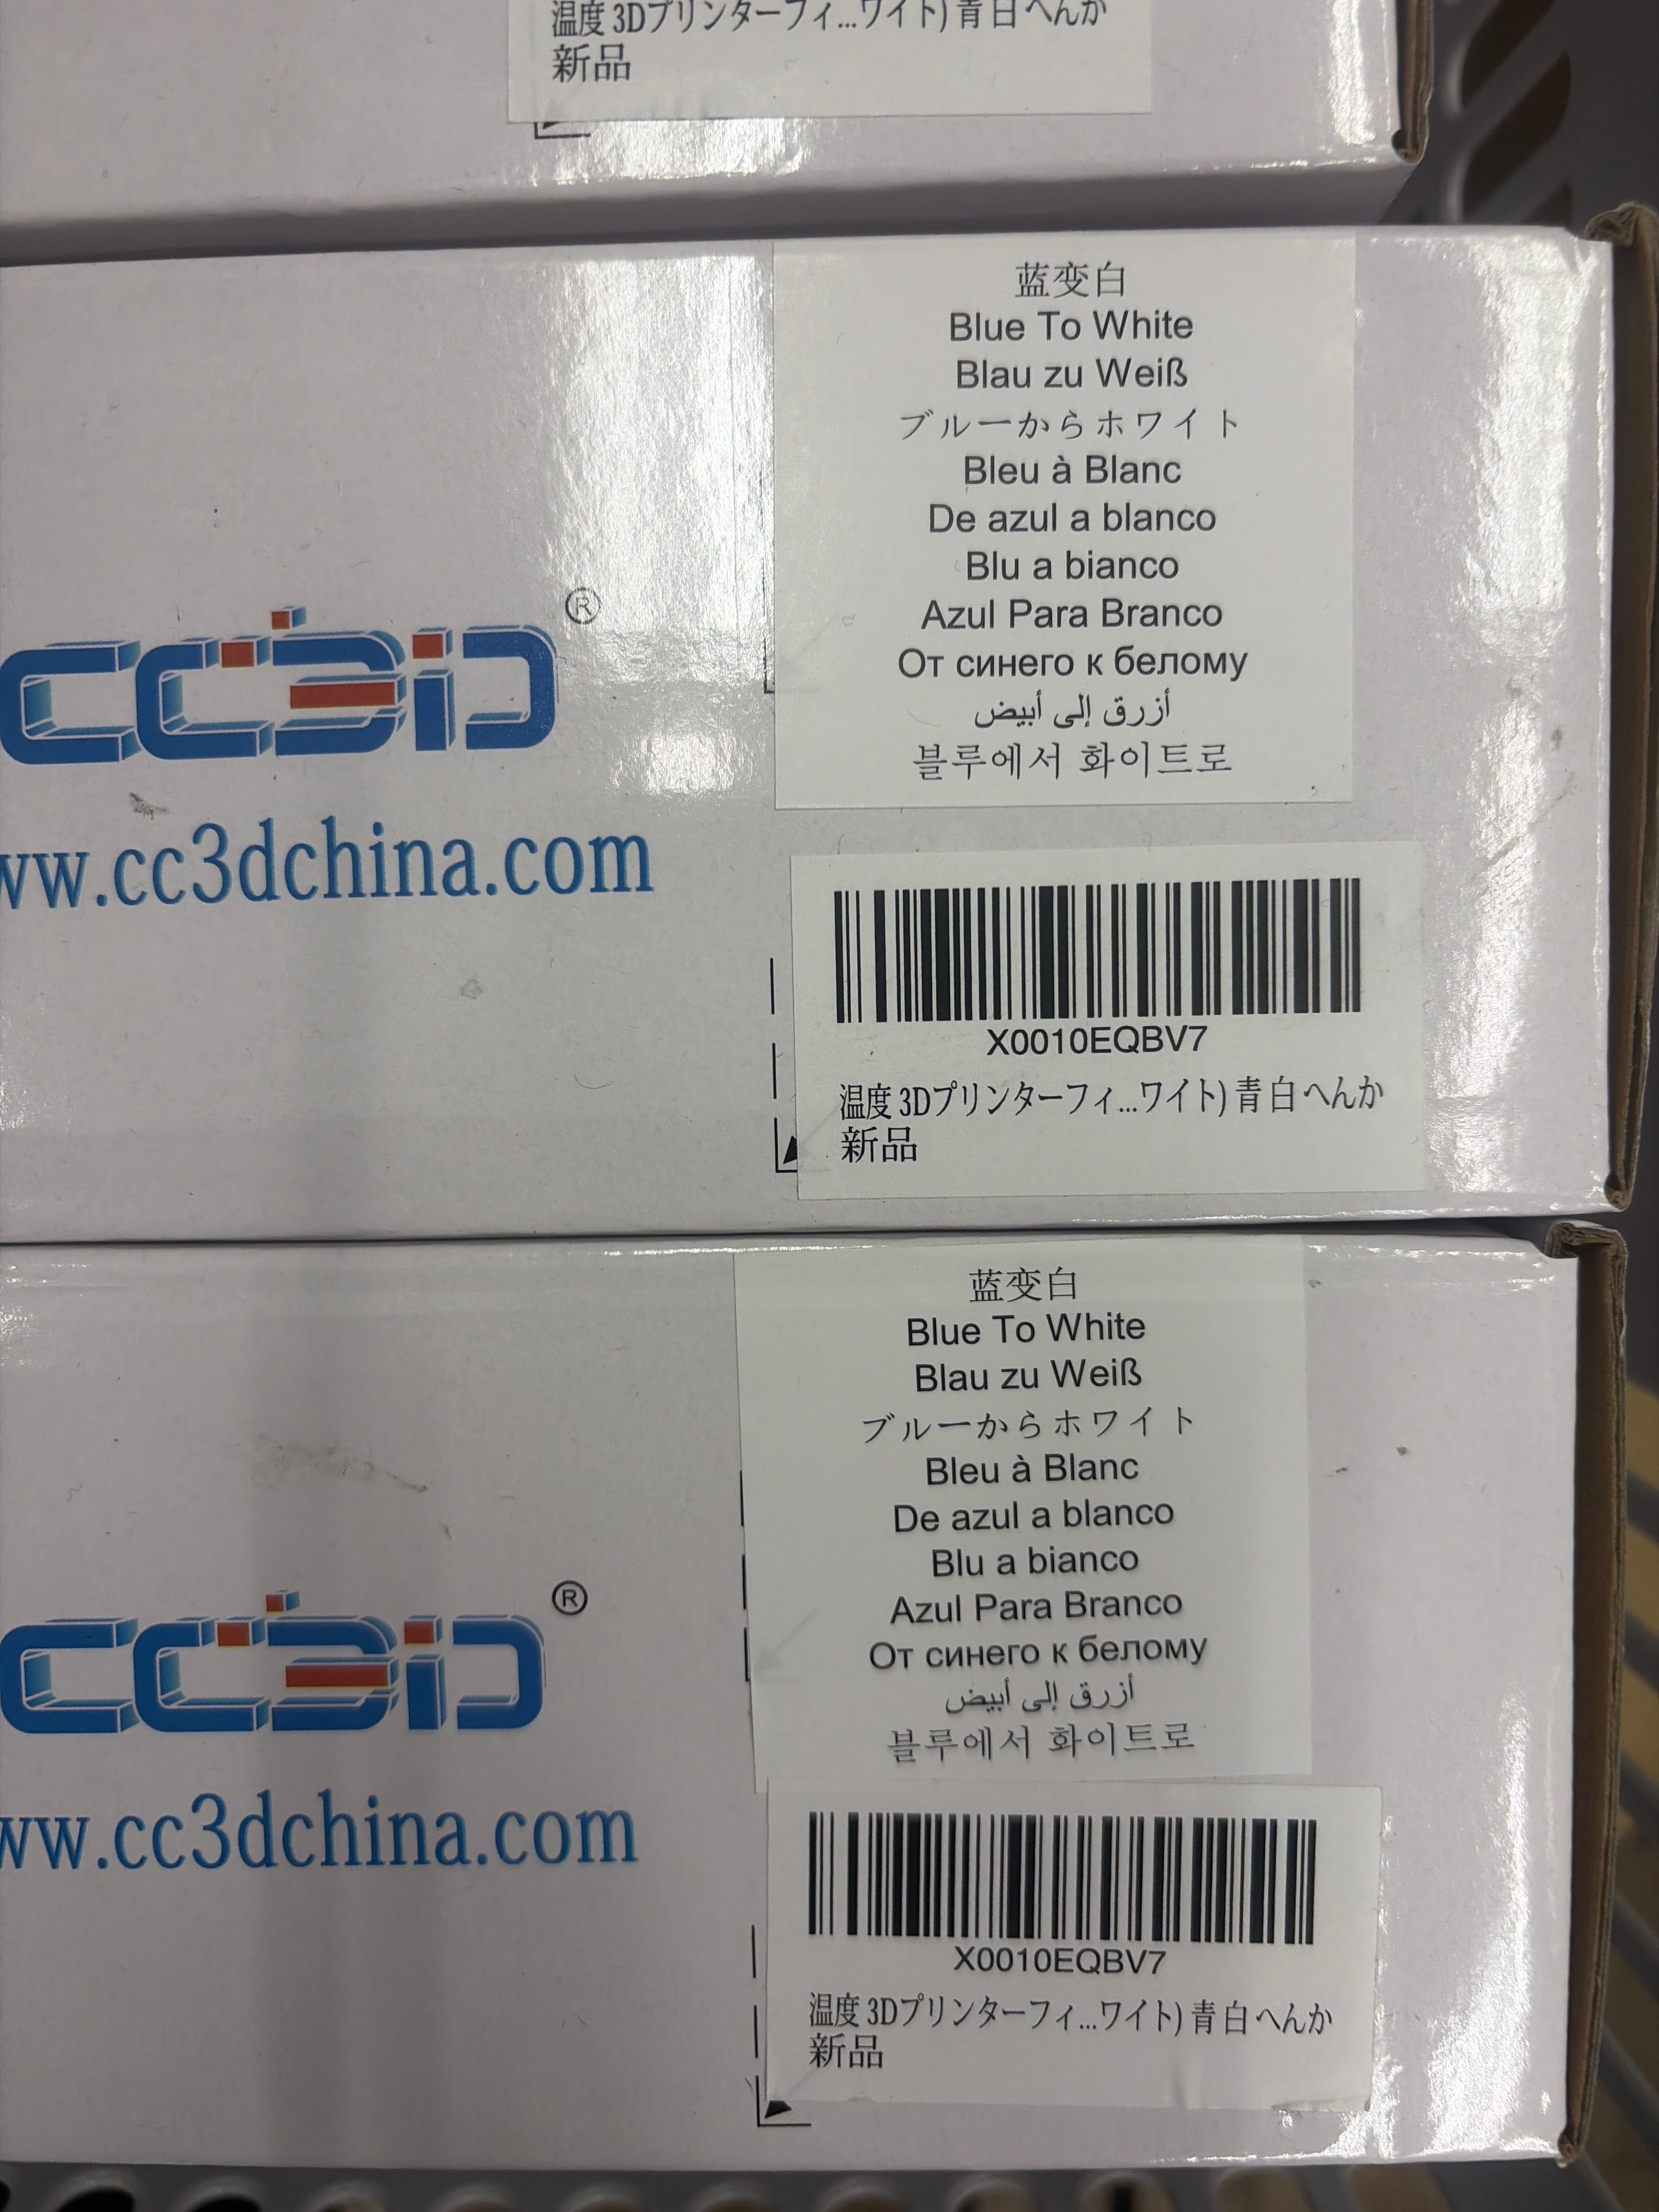 温度 3Dプリンターフィ...ワイト) 青 白 へんか
新品
蓝变白
Blue To White
Blau zu Weiß
ブルーからホワイト
Bleu à Blanc
De azul a blanco
Blu a bianco
Azul Para Branco
От синего к белому
أزرق إلى أبيض
블루에서 화이트로
CC3D®
ww.cc3dchina.com
X0010EQBV7
温度 3Dプリンターフィ...ワイト) 青 白 へんか
新品
蓝变白
Blue To White
Blau zu Weiß
ブルーからホワイト
Bleu à Blanc
De azul a blanco
Blu a bianco
Azul Para Branco
От синего к белому
أزرق إلى أبيض
블루에서 화이트로
CC3D®
ww.cc3dchina.com
X0010EQBV7
温度 3Dプリンターフィ...ワイト) 青 白 へんか
新品